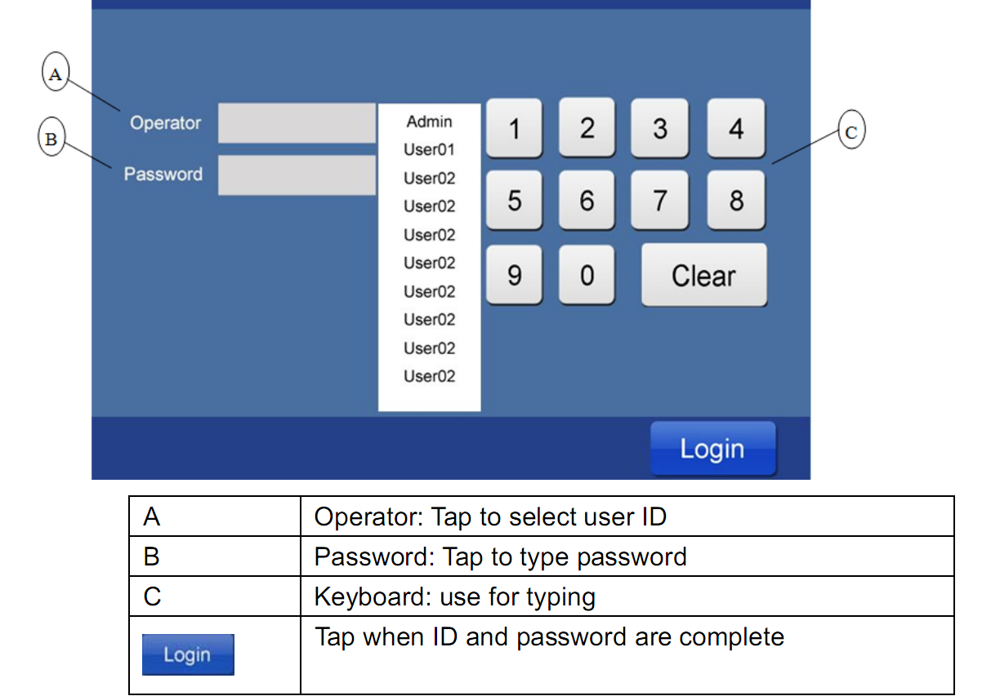 A
Operator
B
Password
Admin
User01
User02
User02
User02
User02
User02
User02
User02
User02
1 2 3 4
5 6 7 8
9 0 Clear
C
Login
A Operator: Tap to select user ID
B Password: Tap to type password
C Keyboard: use for typing
Login Tap when ID and password are complete